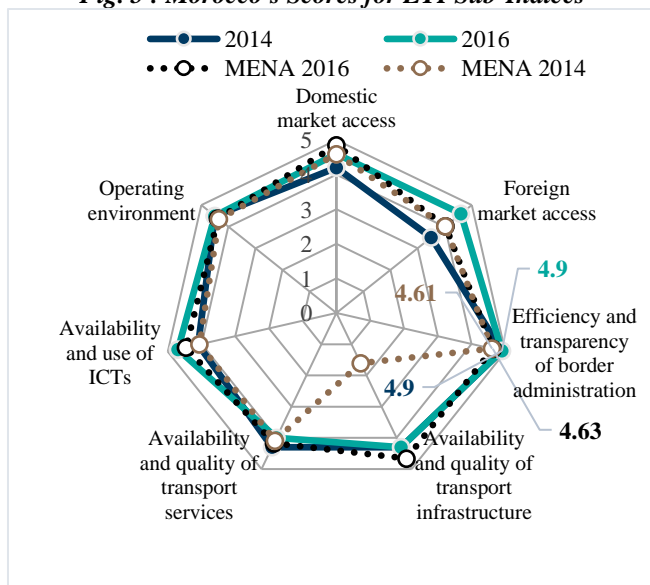 Fig. 5 : Morocco's Scores for ETI Sub-Indices
2014
2016
MENA 2016
MENA 2014
Domestic
market access
Foreign
market access
Efficiency and
transparency
of border
administration
Availability
and quality of
transport
infrastructure
Availability
and quality of
transport
services
Availability
and use of
ICTs
Operating
environment
5
3
2
1
0
4.9
4.61
4.9
4.63